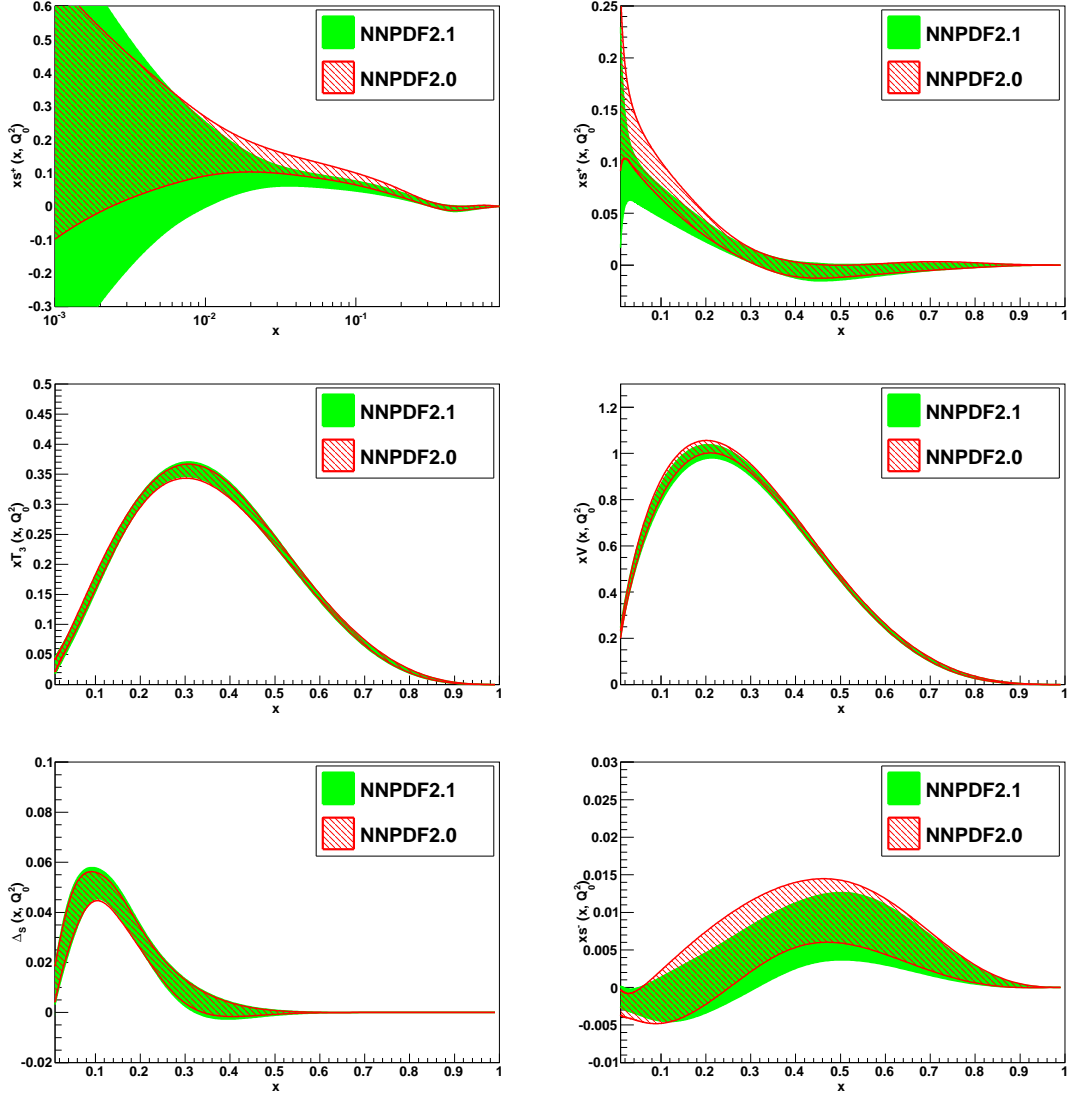 xs⁺ (x, Q₀²)
0.6
0.5
0.4
0.3
0.2
0.1
0
-0.1
-0.2
-0.3
10⁻³
10⁻²
10⁻¹
x
NNPDF2.1
NNPDF2.0
xs⁺ (x, Q₀²)
0.25
0.2
0.15
0.1
0.05
0
0.1 0.2 0.3 0.4 0.5 0.6 0.7 0.8 0.9 1
x
NNPDF2.1
NNPDF2.0
xT₃ (x, Q₀²)
0.5
0.45
0.4
0.35
0.3
0.25
0.2
0.15
0.1
0.05
0
0.1 0.2 0.3 0.4 0.5 0.6 0.7 0.8 0.9 1
x
NNPDF2.1
NNPDF2.0
xV (x, Q₀²)
1.2
1
0.8
0.6
0.4
0.2
0
0.1 0.2 0.3 0.4 0.5 0.6 0.7 0.8 0.9 1
x
NNPDF2.1
NNPDF2.0
Δₛ (x, Q₀²)
0.1
0.08
0.06
0.04
0.02
0
-0.02
0.1 0.2 0.3 0.4 0.5 0.6 0.7 0.8 0.9 1
x
NNPDF2.1
NNPDF2.0
xs⁻ (x, Q₀²)
0.03
0.025
0.02
0.015
0.01
0.005
0
-0.005
-0.01
0.1 0.2 0.3 0.4 0.5 0.6 0.7 0.8 0.9 1
x
NNPDF2.1
NNPDF2.0